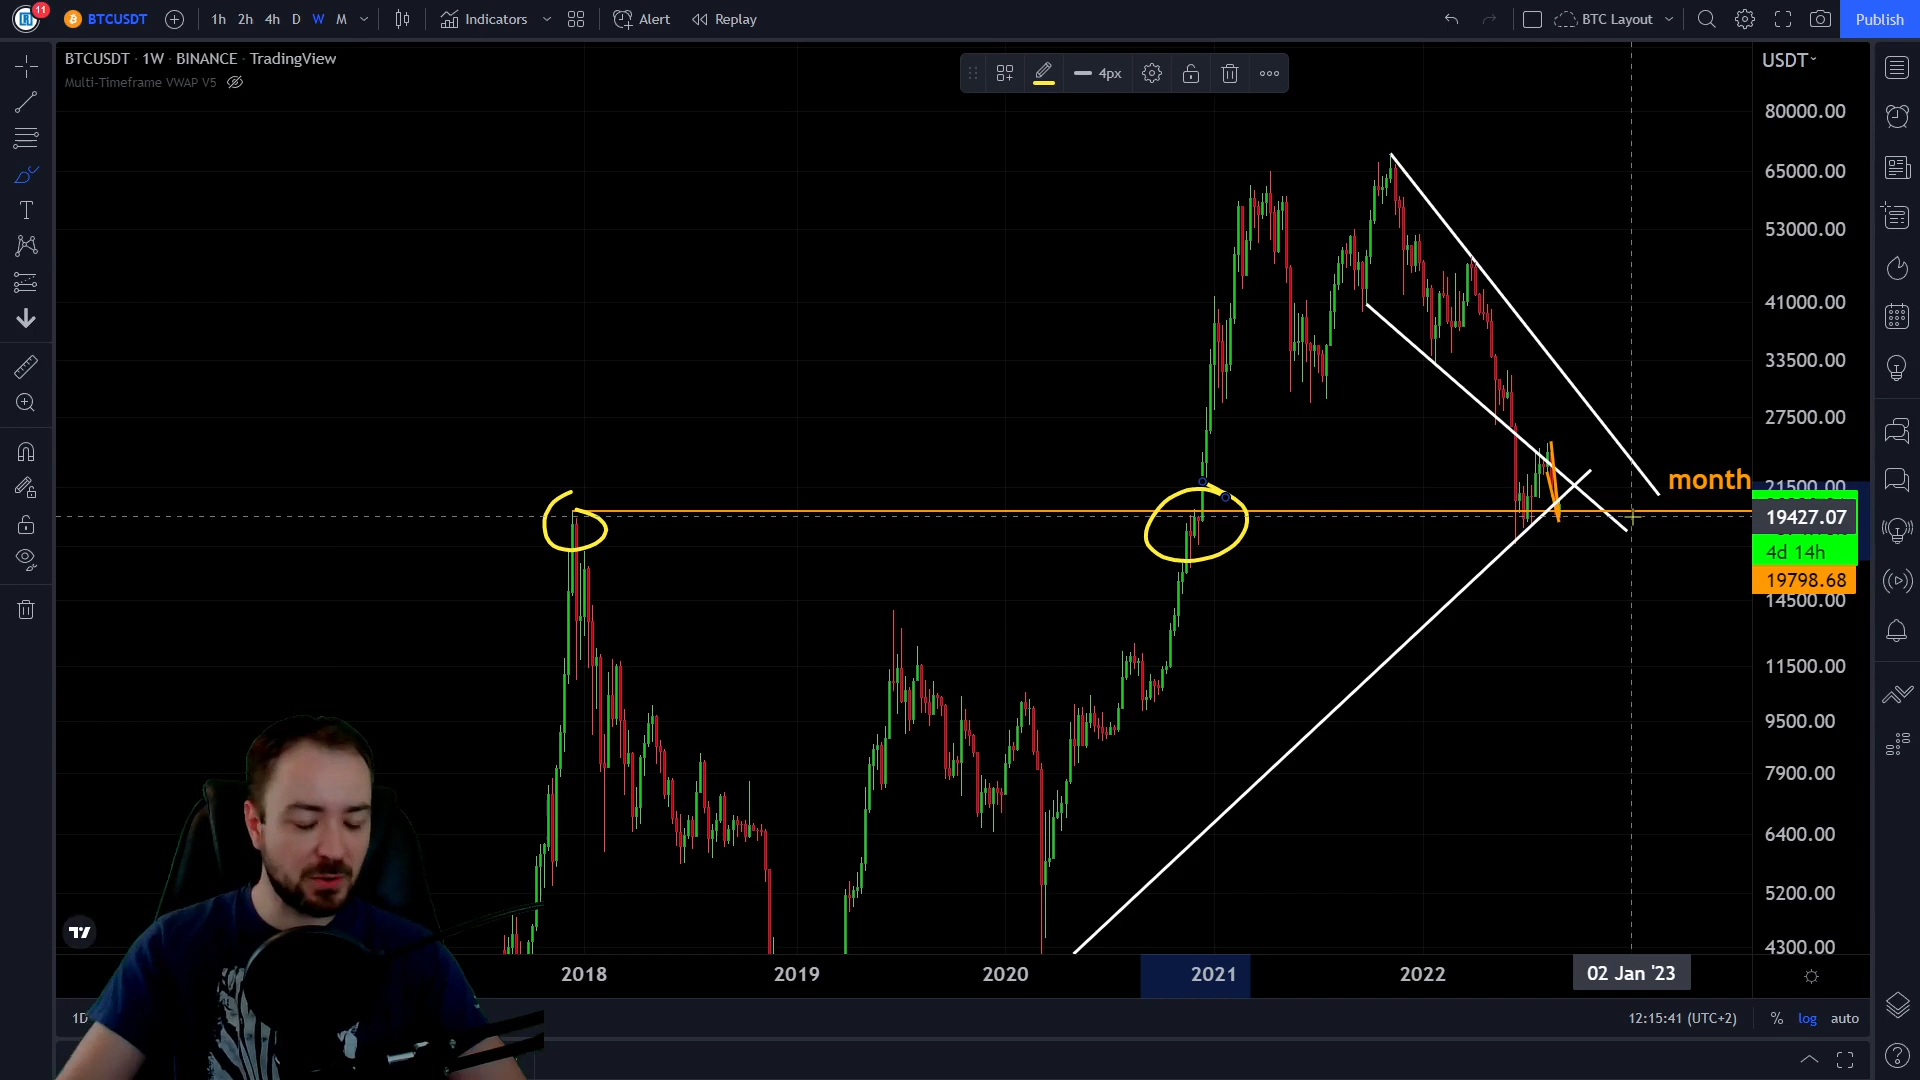 11
BTCUSDT
1h 2h 4h D W M
Indicators
Alert
Replay
BTC Layout
Publish
BTCUSDT · 1W · BINANCE · TradingView
Multi-Timeframe VWAP V5
4px
USDT
80000.00
65000.00
53000.00
41000.00
33500.00
27500.00
month
21500.00
19427.07
4d 14h
19798.68
14500.00
11500.00
9500.00
7900.00
6400.00
5200.00
4300.00
2018 2019 2020 2021 2022 02 Jan '23
1D
12:15:41 (UTC+2) % log auto